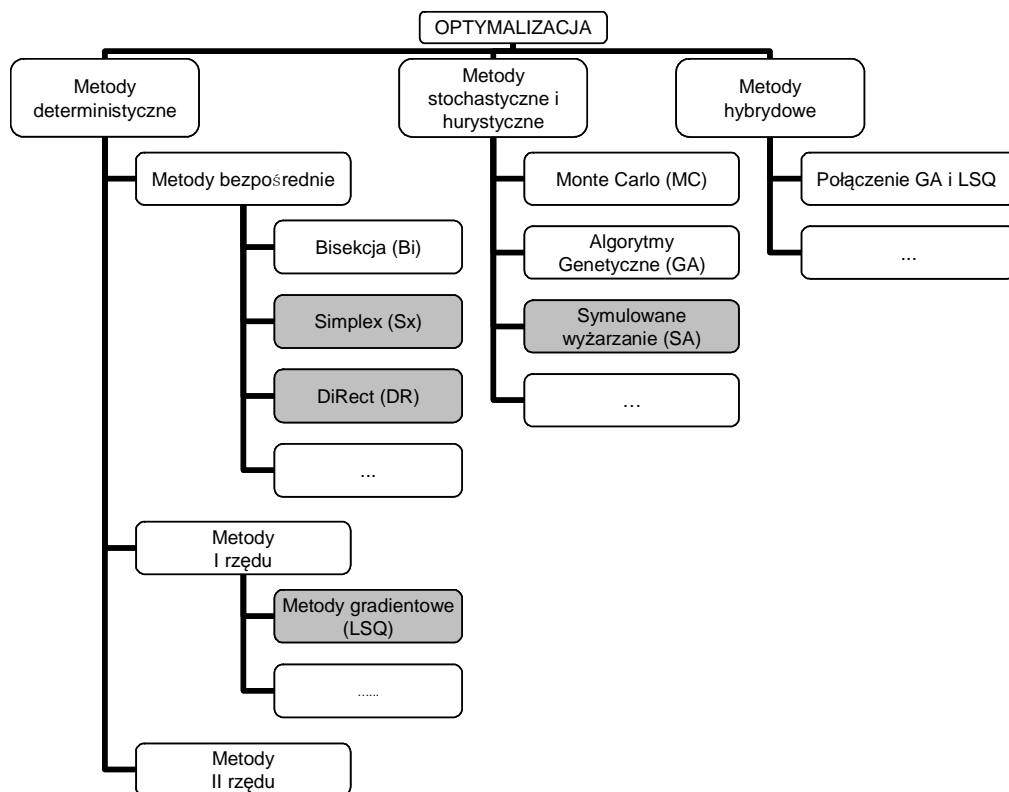 OPTYMALIZACJA
Metody
deterministyczne
Metody
stochastyczne i
hurystyczne
Metody
hybrydowe
Metody bezpośrednie
Monte Carlo (MC)
Połączenie GA i LSQ
Bisekcja (Bi)
Algorytmy
Genetyczne (GA)
...
Simplex (Sx)
Symulowane
wyżarzanie (SA)
DiRect (DR)
...
...
Metody
I rzędu
Metody gradientowe
(LSQ)
......
Metody
II rzędu